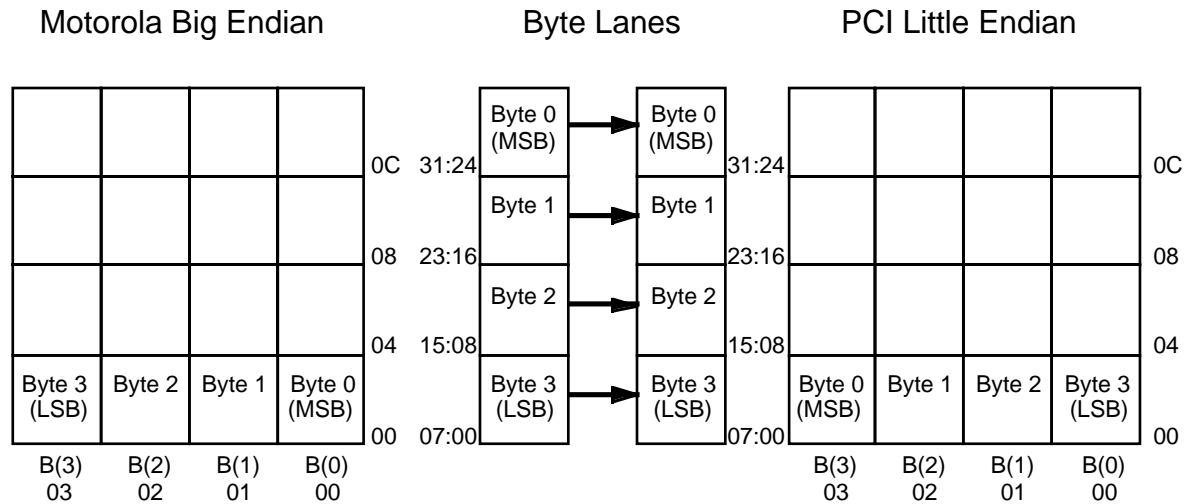 Motorola Big Endian Byte Lanes PCI Little Endian
Byte 0 Byte 0
(MSB) (MSB)
0C 31:24 31:24 0C
Byte 1 Byte 1
08 23:16 23:16 08
Byte 2 Byte 2
04 15:08 15:08 04
Byte 3 Byte 2 Byte 1 Byte 0 Byte 3 Byte 3 Byte 0 Byte 1 Byte 2 Byte 3
(LSB) (MSB) (LSB) (LSB) (MSB) (LSB)
00 07:00 07:00 00
B(3) B(2) B(1) B(0) B(3) B(2) B(1) B(0)
03 02 01 00 03 02 01 00